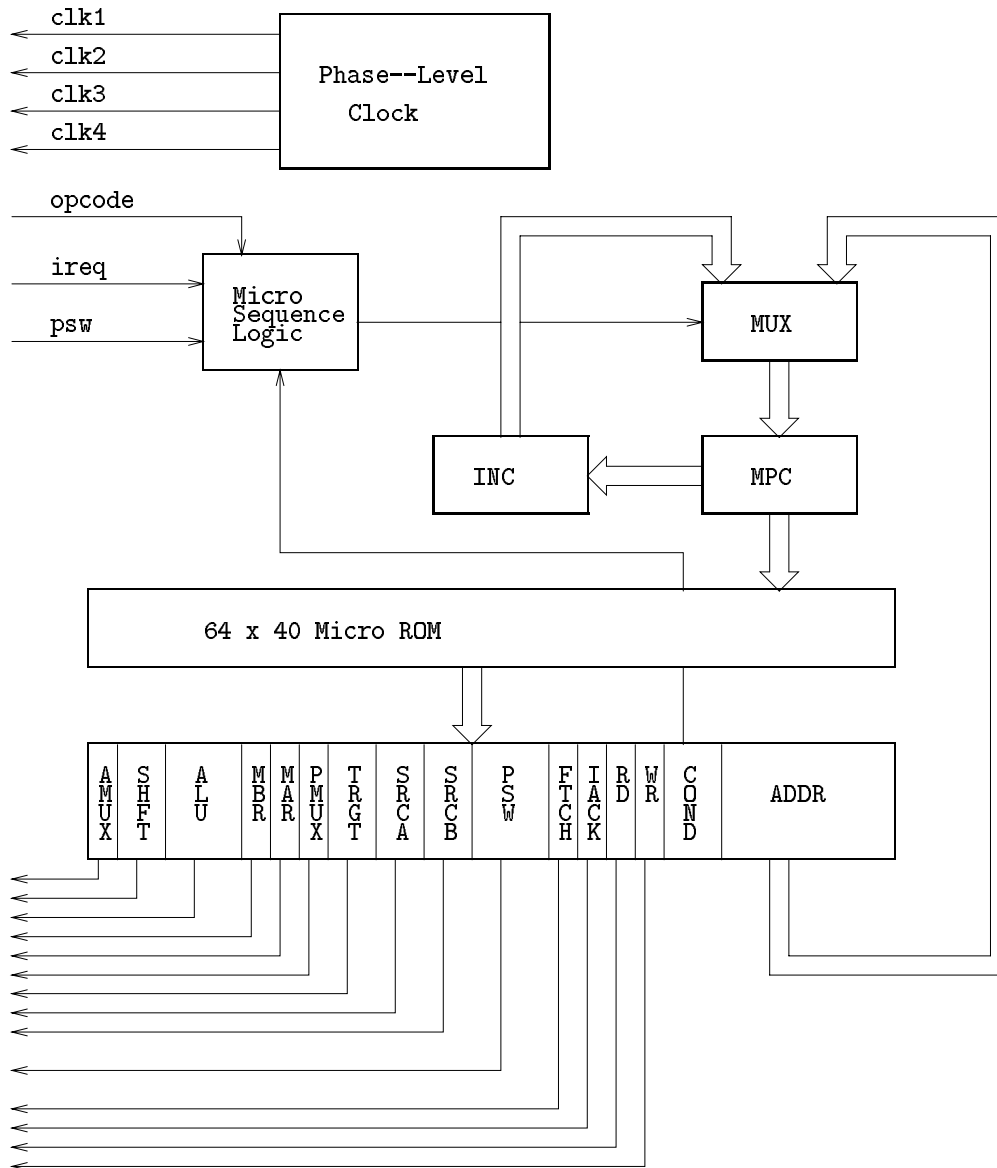 clk1
clk2
clk3
clk4
Phase--Level
Clock
opcode
ireq
psw
Micro
Sequence
Logic
MUX
INC
MPC
64 x 40 Micro ROM
AMUX
SHFT
ALU
MBR
MAR
PMUX
TRGT
SRCA
SRCB
PSW
FTCH
IACK
RD
WR
COND
ADDR